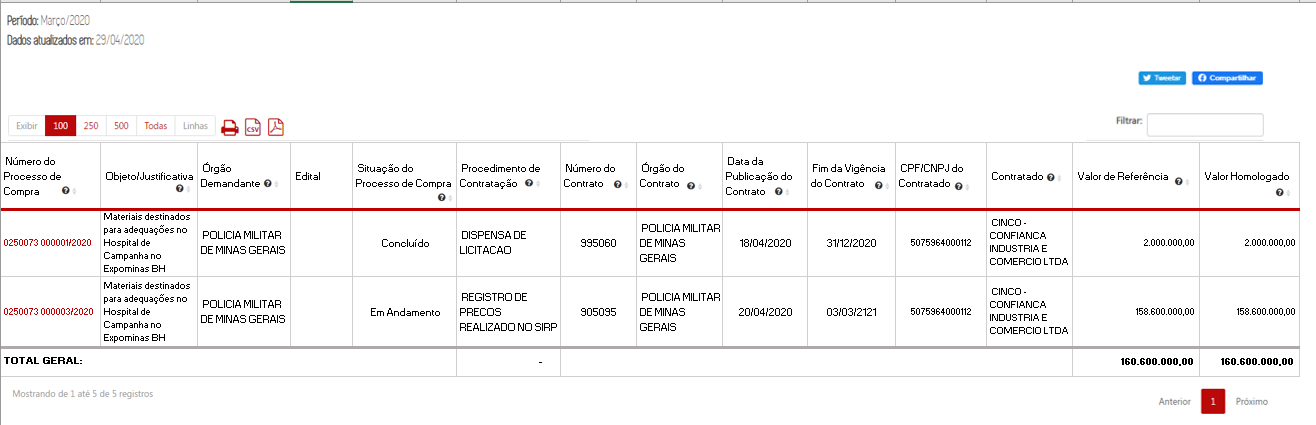 Período: Março/2020
Dados atualizados em: 29/04/2020
Tweetar Compartilhar
Exibir 100 250 500 Todas Linhas CSV Filtrar:
Número do Processo de Compra
Objeto/Justificativa
Órgão Demandante
Edital
Situação do Processo de Compra
Procedimento de Contratação
Número do Contrato
Órgão do Contrato
Data da Publicação do Contrato
Fim da Vigência do Contrato
CPF/CNPJ do Contratado
Contratado
Valor de Referência
Valor Homologado
0250073 000001/2020
Materiais destinados
para adequações no
Hospital de
Campanha no
Expominas BH
POLICIA MILITAR
DE MINAS GERAIS
Concluído
DISPENSA DE
LICITACAO
995060
POLICIA MILITAR
DE MINAS
GERAIS
18/04/2020
31/12/2020
5075964000112
CINCO -
CONFIANCA
INDUSTRIA E
COMERCIO LTDA
2.000.000,00
2.000.000,00
0250073 000003/2020
Materiais destinados
para adequações no
Hospital de
Campanha no
Expominas BH
POLICIA MILITAR
DE MINAS GERAIS
Em Andamento
REGISTRO DE
PRECOS
REALIZADO NO SIRP
905095
POLICIA MILITAR
DE MINAS
GERAIS
20/04/2020
03/03/2121
5075964000112
CINCO -
CONFIANCA
INDUSTRIA E
COMERCIO LTDA
158.600.000,00
158.600.000,00
TOTAL GERAL: - 160.600.000,00 160.600.000,00
Mostrando de 1 até 5 de 5 registros
Anterior 1 Próximo